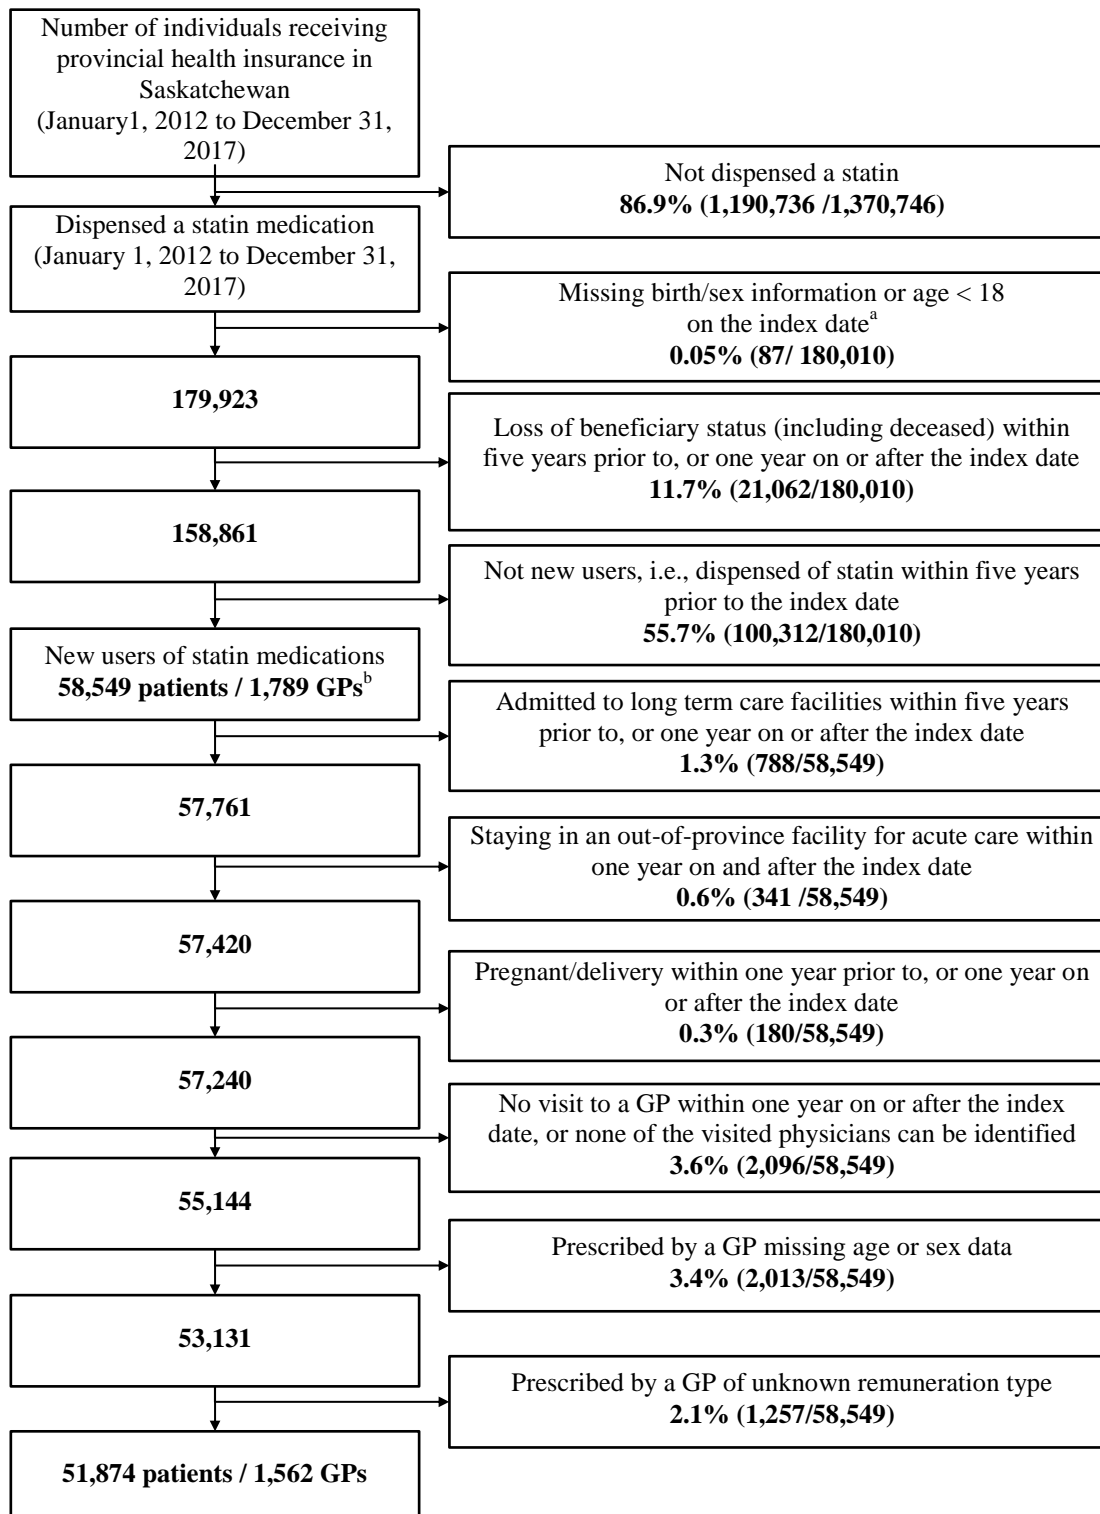 Number of individuals receiving
provincial health insurance in
Saskatchewan
(January1, 2012 to December 31,
2017)
Not dispensed a statin
86.9% (1,190,736 /1,370,746)
Dispensed a statin medication
(January 1, 2012 to December 31,
2017)
Missing birth/sex information or age < 18
on the index dateᵃ
0.05% (87/ 180,010)
179,923
Loss of beneficiary status (including deceased) within
five years prior to, or one year on or after the index date
11.7% (21,062/180,010)
158,861
Not new users, i.e., dispensed of statin within five years
prior to the index date
55.7% (100,312/180,010)
New users of statin medications
58,549 patients / 1,789 GPsᵇ
Admitted to long term care facilities within five years
prior to, or one year on or after the index date
1.3% (788/58,549)
57,761
Staying in an out-of-province facility for acute care within
one year on and after the index date
0.6% (341 /58,549)
57,420
Pregnant/delivery within one year prior to, or one year on
or after the index date
0.3% (180/58,549)
57,240
No visit to a GP within one year on or after the index
date, or none of the visited physicians can be identified
3.6% (2,096/58,549)
55,144
Prescribed by a GP missing age or sex data
3.4% (2,013/58,549)
53,131
Prescribed by a GP of unknown remuneration type
2.1% (1,257/58,549)
51,874 patients / 1,562 GPs